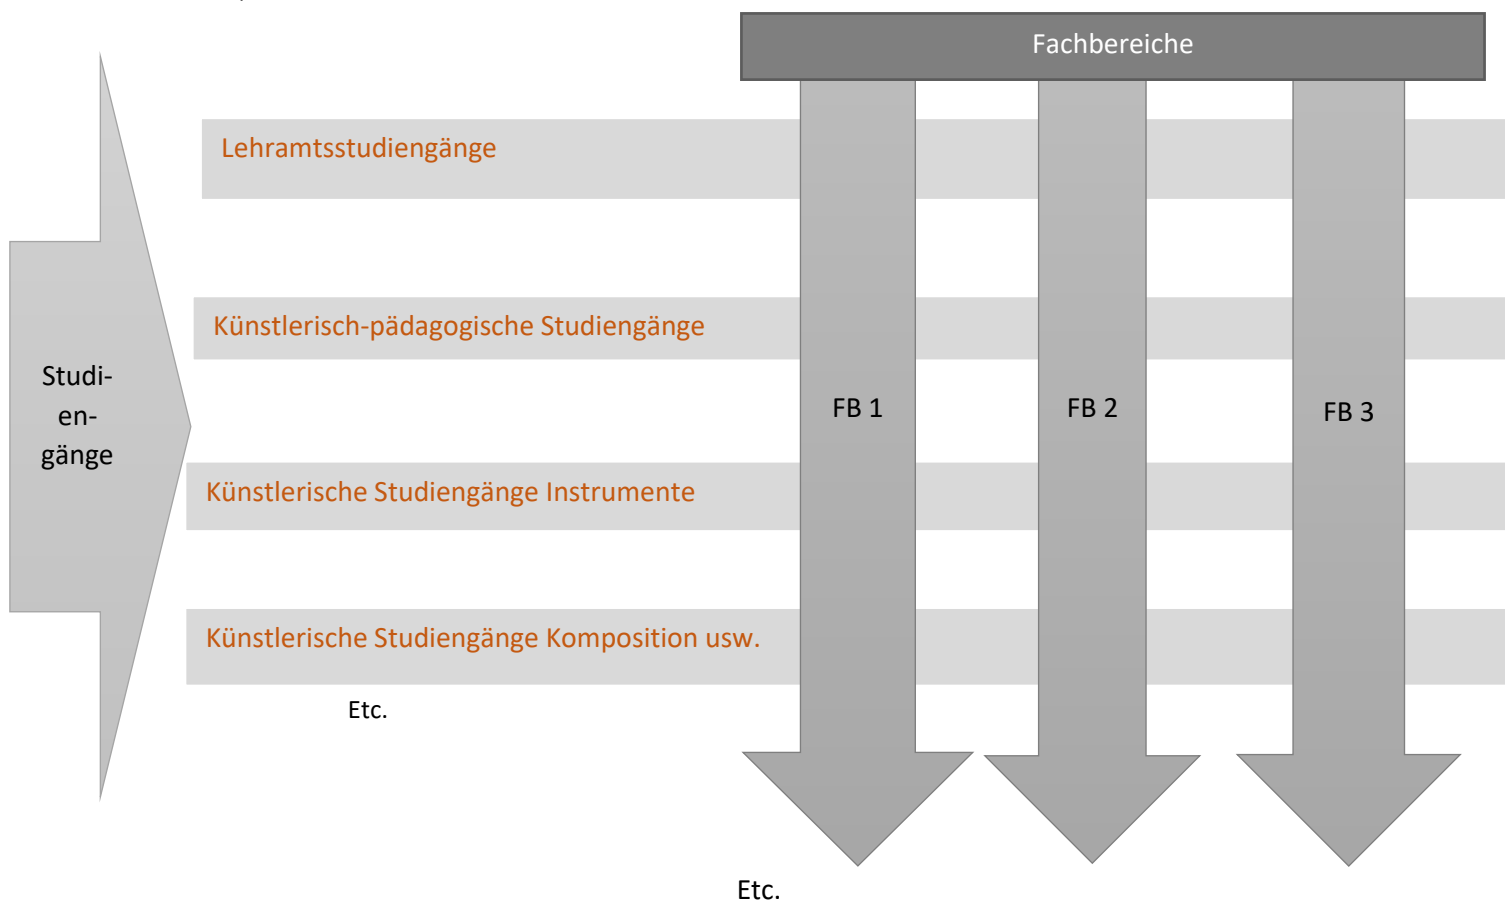 Fachbereiche
Lehramtsstudiengänge
Künstlerisch-pädagogische Studiengänge
Studi-
en-
gänge
FB 1
FB 2
FB 3
Künstlerische Studiengänge Instrumente
Künstlerische Studiengänge Komposition usw.
Etc.
Etc.